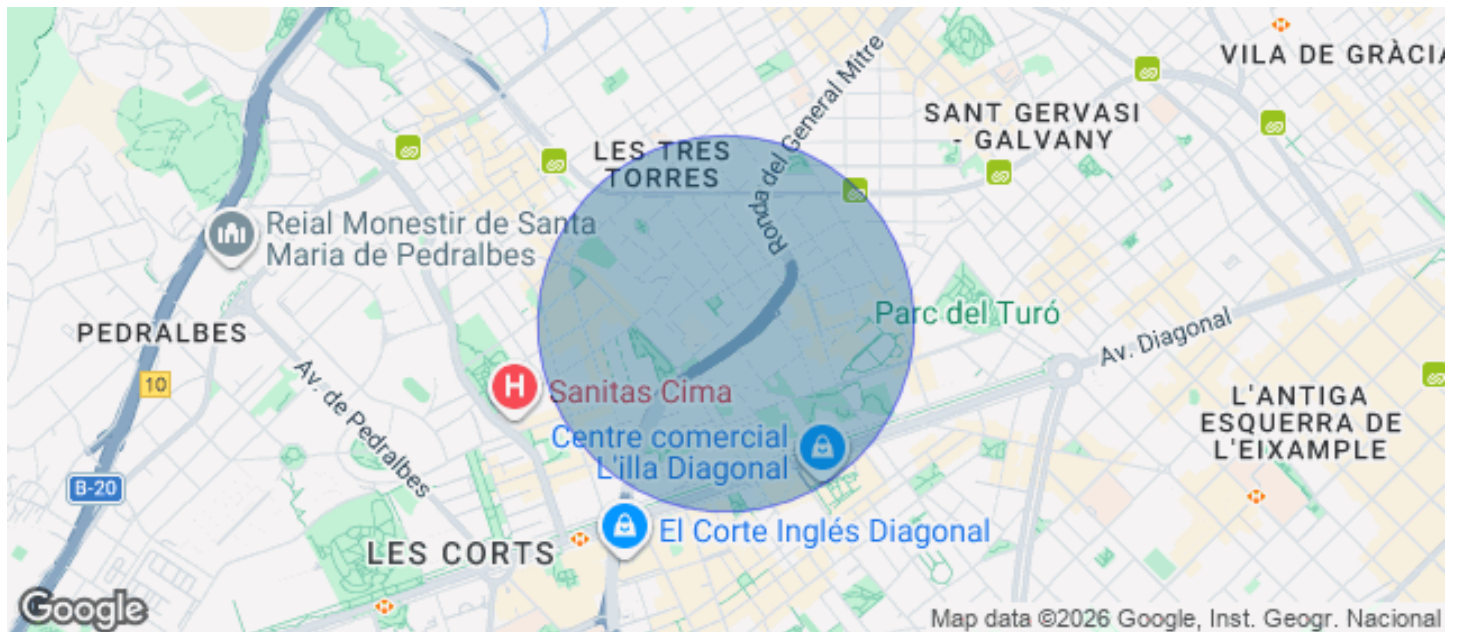 VILA DE GRÀCIA
Ronda del General Mitre
SANT GERVASI
- GALVANY
LES TRES
TORRES
Reial Monestir de Santa
Maria de Pedralbes
PEDRALBES
Parc del Turó
Av. Diagonal
10
Av. de Pedralbes
H
Sanitas Cima
L'ANTIGA
ESQUERRA DE
L'EIXAMPLE
Centre comercial
L'illa Diagonal
B-20
El Corte Inglés Diagonal
LES CORTS
Google
Map data ©2026 Google, Inst. Geogr. Nacional